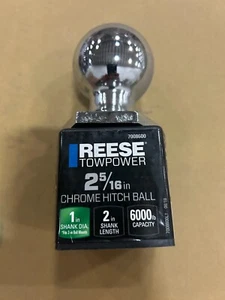 7008600
REESE
TOWPOWER
2 5/16 in
CHROME HITCH BALL
1 in
SHANK DIA.
2 in
SHANK
LENGTH
6000 lb
CAPACITY